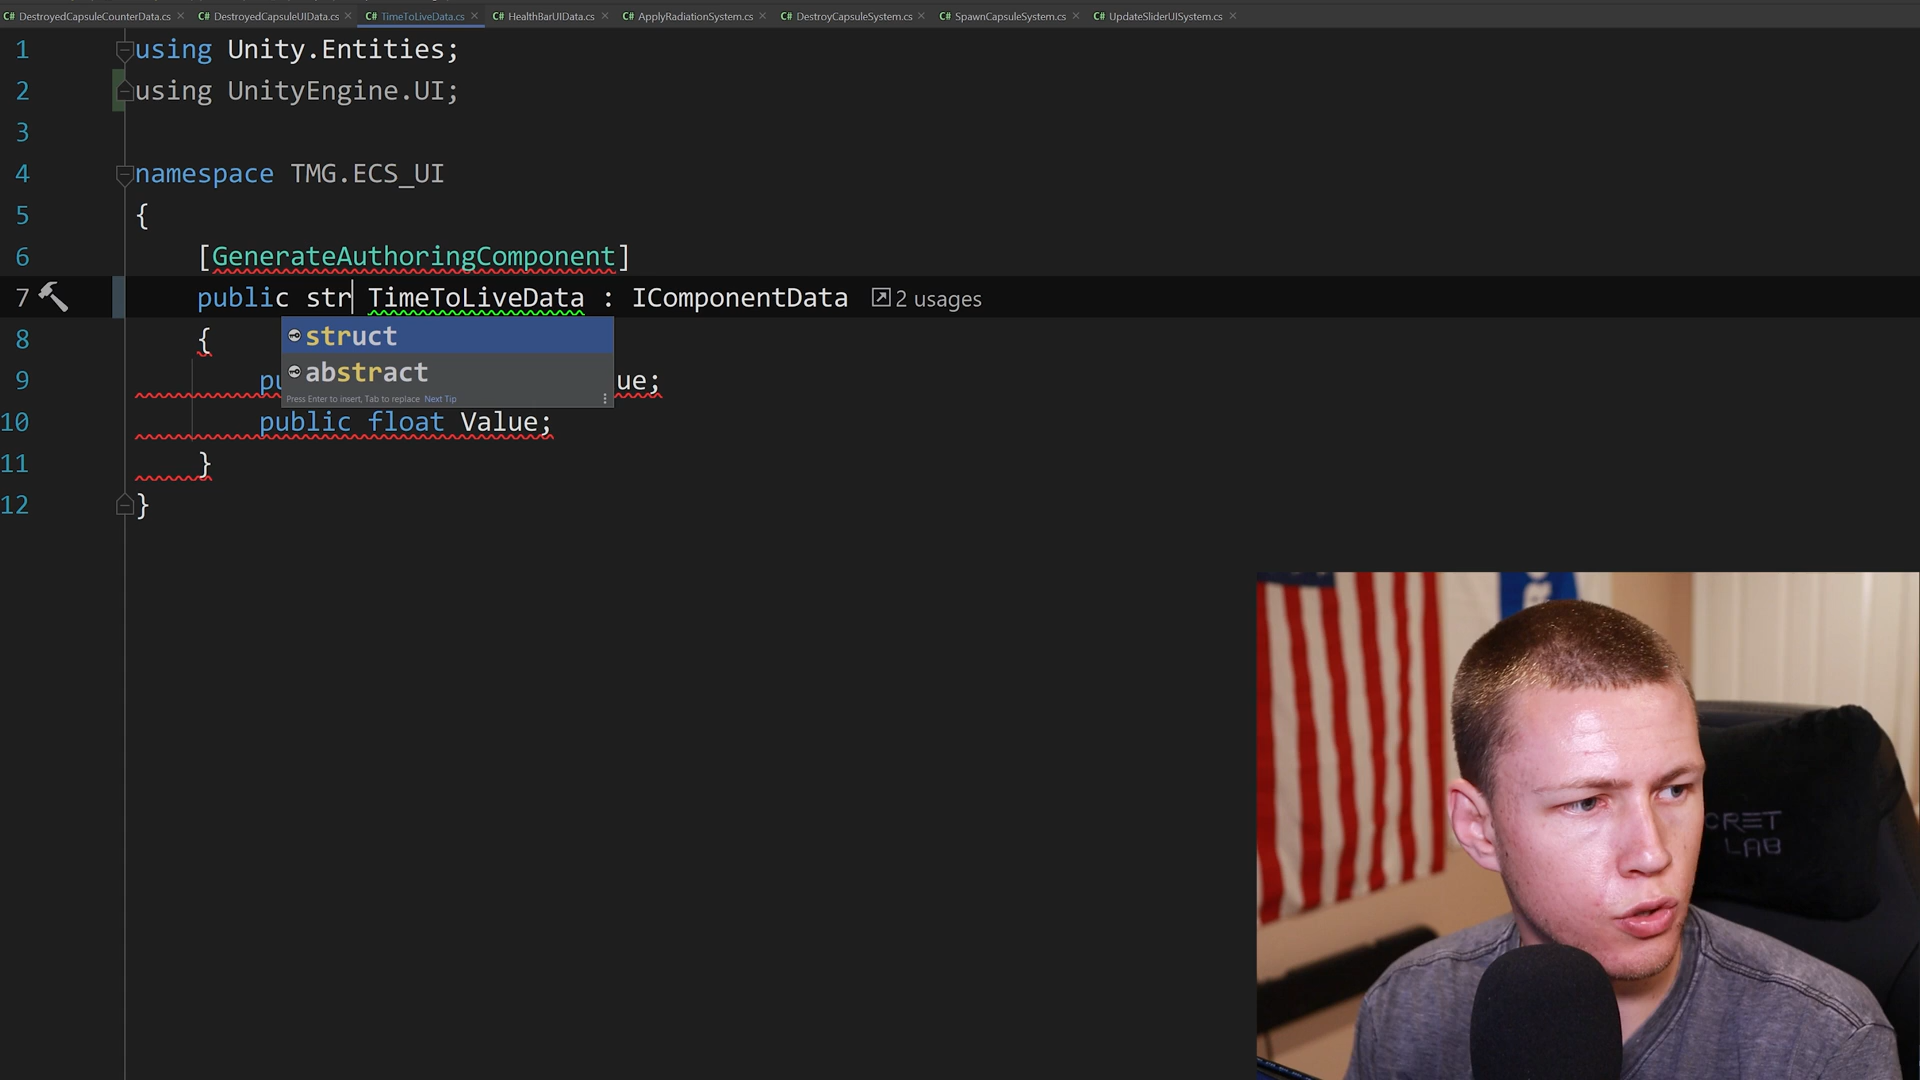 C# DestroyedCapsuleCounterData.cs × C# DestroyedCapsuleUIData.cs × C# TimeToLiveData.cs × C# HealthBarUIData.cs × C# ApplyRadiationSystem.cs × C# DestroyCapsuleSystem.cs × C# SpawnCapsuleSystem.cs × C# UpdateSliderUISystem.cs ×
1 using Unity.Entities;
2 using UnityEngine.UI;
3
4 namespace TMG.ECS_UI
5 {
6 [GenerateAuthoringComponent]
7 public str TimeToLiveData : IComponentData 2 usages
struct
abstract
Press Enter to insert, Tab to replace Next Tip
8 {
9 pu ue;
10 public float Value;
11 }
12 }
CRET
LAB